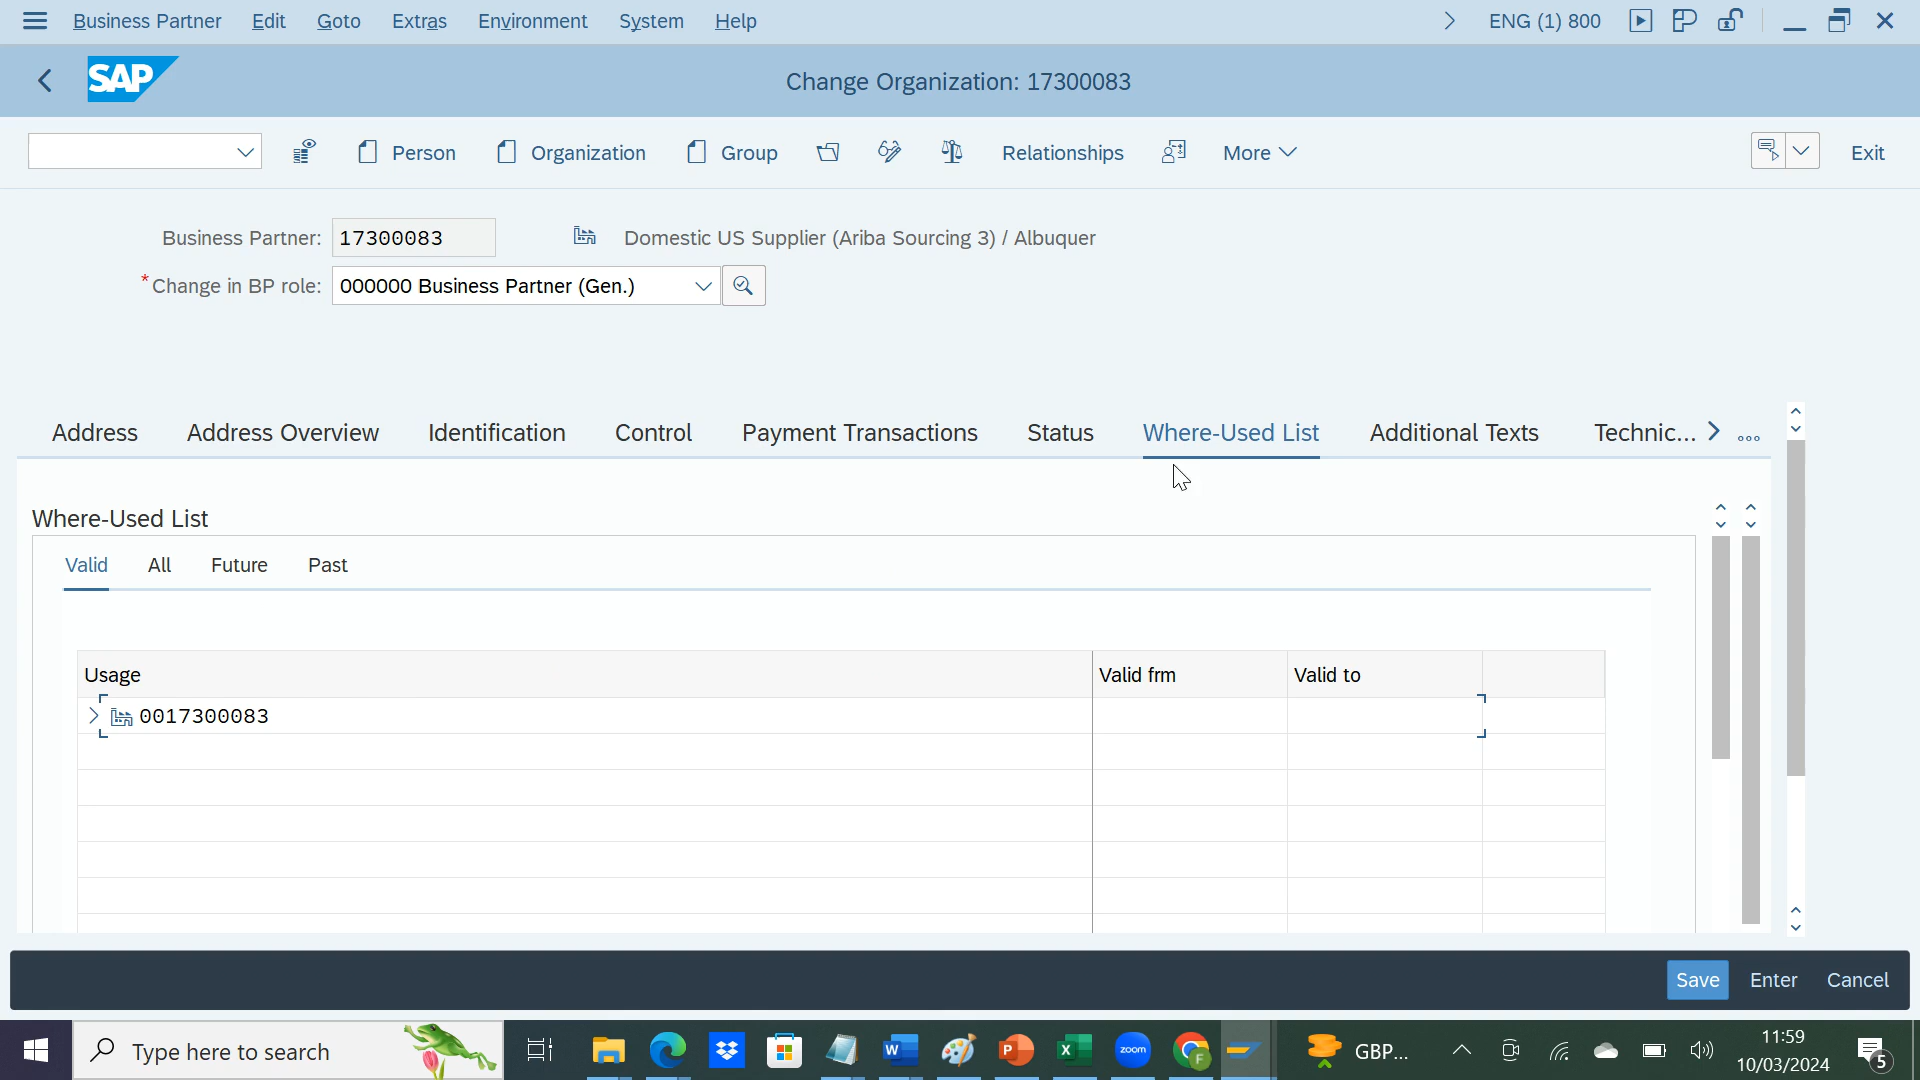 Business Partner Edit Goto Extras Environment System Help ENG (1) 800
SAP Change Organization: 17300083
Person Organization Group Relationships More Exit
Business Partner: 17300083 Domestic US Supplier (Ariba Sourcing 3) / Albuquer
* Change in BP role: 000000 Business Partner (Gen.)
Address Address Overview Identification Control Payment Transactions Status Where-Used List Additional Texts Technic... ...
Where-Used List
Valid All Future Past
Usage Valid frm Valid to
0017300083
Save Enter Cancel
Type here to search zoom F GBP... 11:59
10/03/2024 5